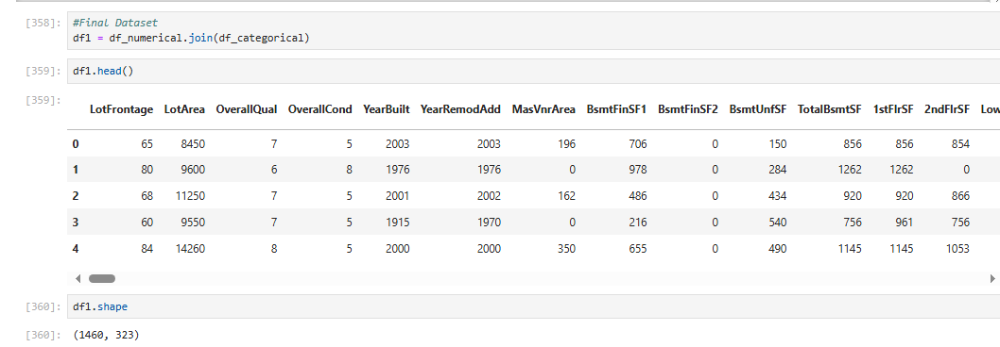 [358]: #Final Dataset
df1 = df_numerical.join(df_categorical)
[359]: df1.head()
[359]:
LotFrontage LotArea OverallQual OverallCond YearBuilt YearRemodAdd MasVnrArea BsmtFinSF1 BsmtFinSF2 BsmtUnfSF TotalBsmtSF 1stFlrSF 2ndFlrSF Low
0 65 8450 7 5 2003 2003 196 706 0 150 856 856 854
1 80 9600 6 8 1976 1976 0 978 0 284 1262 1262 0
2 68 11250 7 5 2001 2002 162 486 0 434 920 920 866
3 60 9550 7 5 1915 1970 0 216 0 540 756 961 756
4 84 14260 8 5 2000 2000 350 655 0 490 1145 1145 1053
[360]: df1.shape
[360]: (1460, 323)